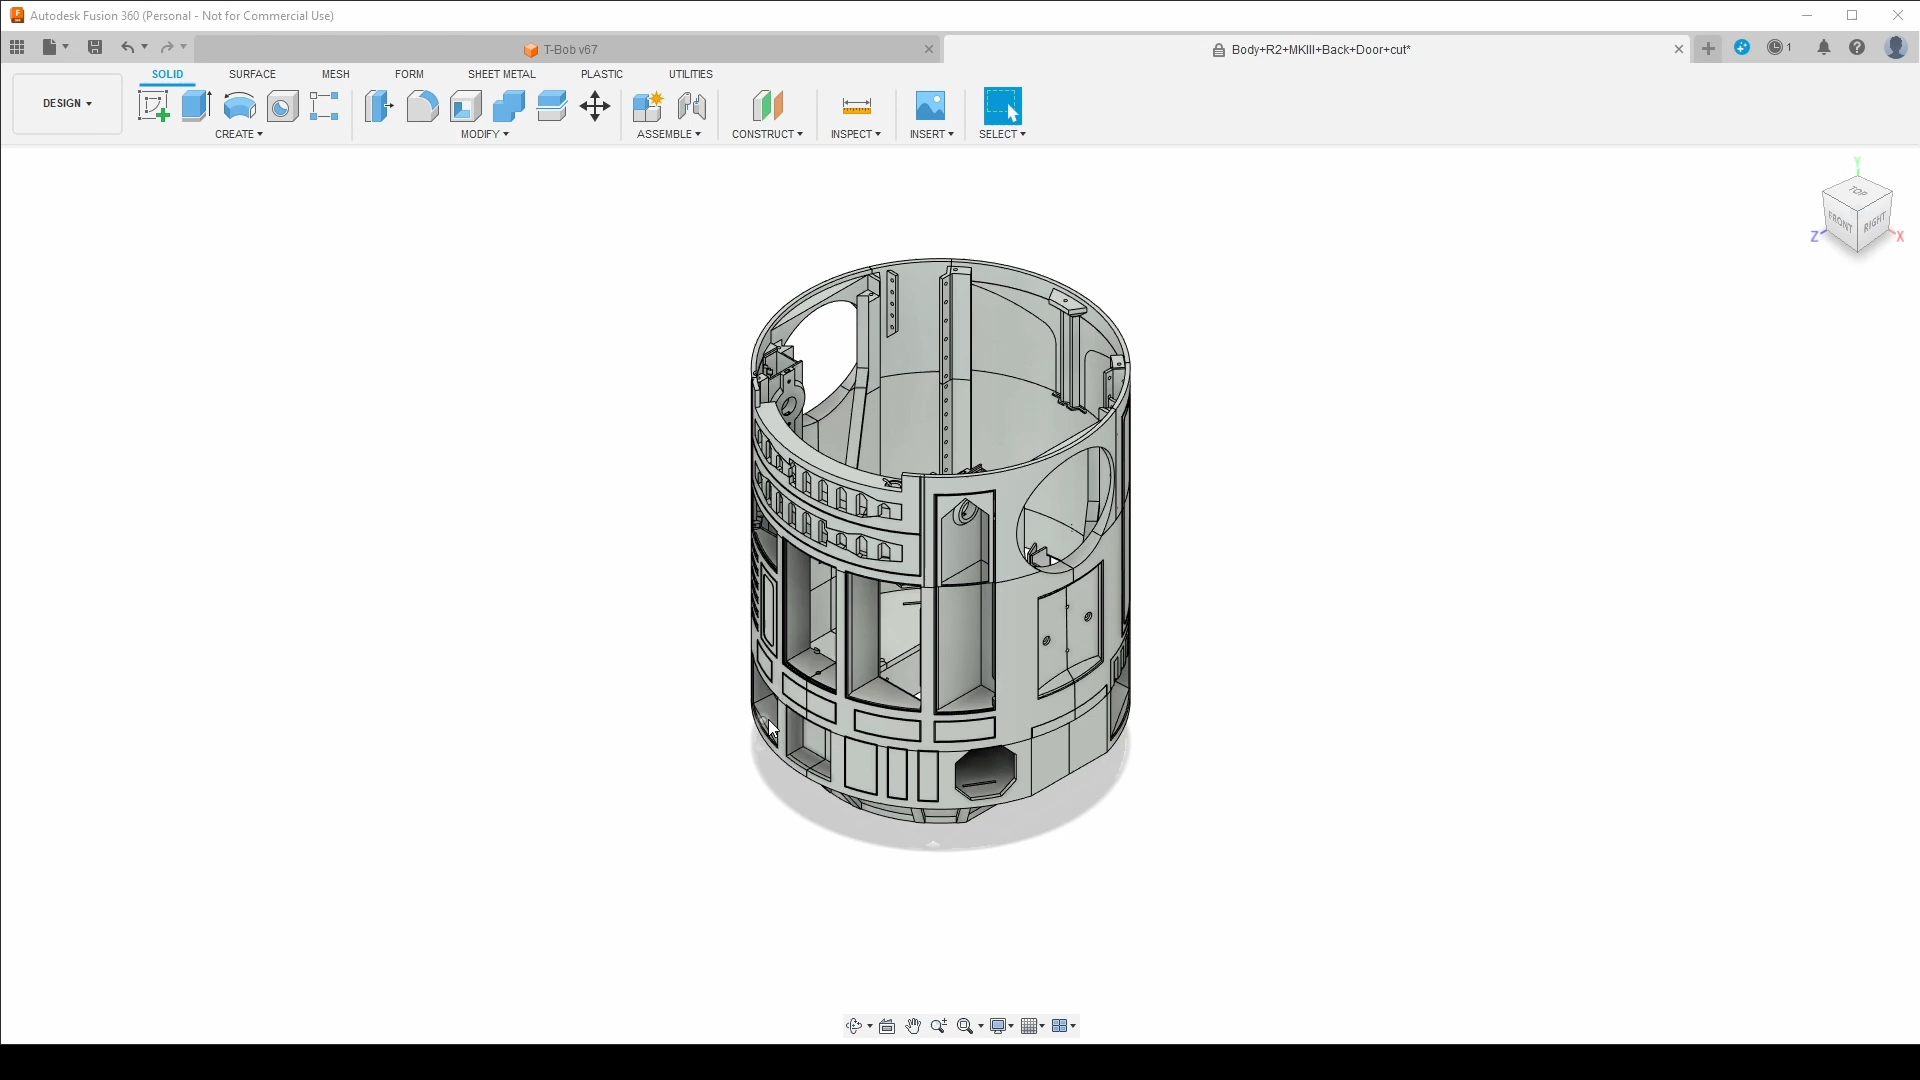 Autodesk Fusion 360 (Personal - Not for Commercial Use)
T-Bob v67
Body+R2+MKIII+Back+Door+cut*
1
SOLID SURFACE MESH FORM SHEET METAL PLASTIC UTILITIES
DESIGN
CREATE MODIFY ASSEMBLE CONSTRUCT INSPECT INSERT SELECT
Y
TOP
FRONT RIGHT
Z X